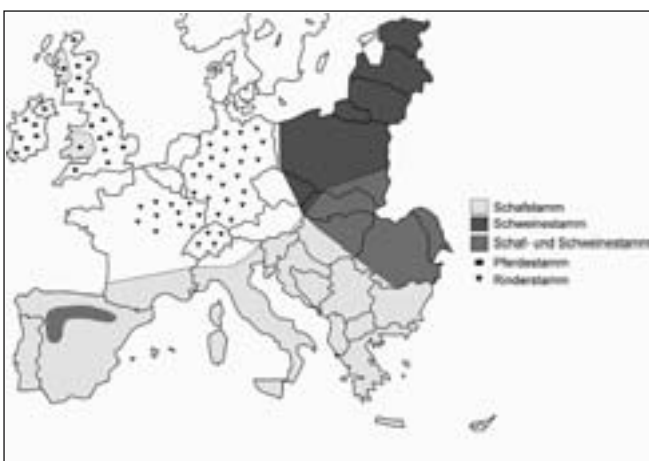 Schafstamm
Schweinestamm
Schaf- und Schweinestamm
Pferdestamm
Rinderstamm